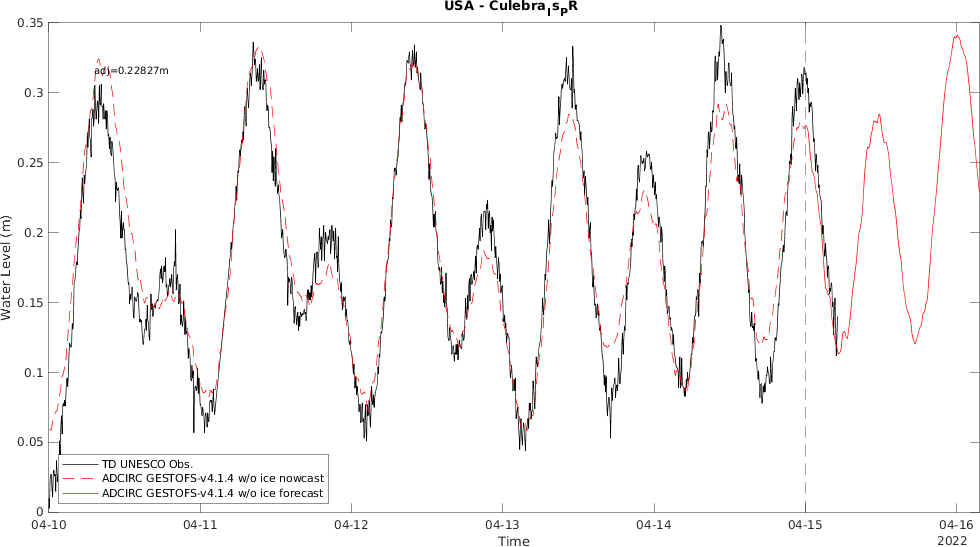 USA - Culebra_Is_PR
0.35
adj=0.22827m
0.3
0.25
0.2
Water Level (m)
0.15
0.1
0.05
0
TD UNESCO Obs.
ADCIRC GESTOFS-v4.1.4 w/o ice nowcast
ADCIRC GESTOFS-v4.1.4 w/o ice forecast
04-10 04-11 04-12 04-13 04-14 04-15 04-16
Time
2022